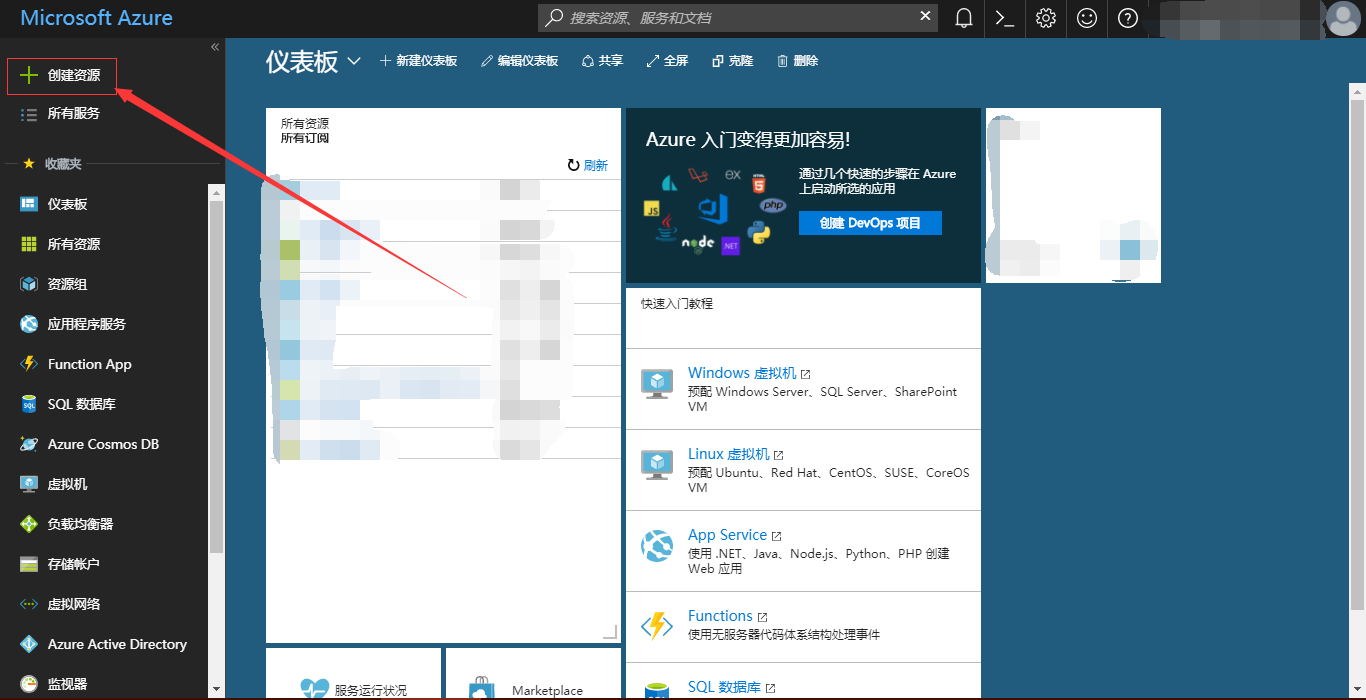 Microsoft Azure
搜索资源、服务和文档
创建资源
所有服务
收藏夹
仪表板
所有资源
资源组
应用程序服务
Function App
SQL 数据库
Azure Cosmos DB
虚拟机
负载均衡器
存储帐户
虚拟网络
Azure Active Directory
监视器
仪表板
新建仪表板
编辑仪表板
共享
全屏
克隆
删除
所有资源
所有订阅
刷新
Azure 入门变得更加容易!
通过几个快速的步骤在 Azure
上启动所选的应用
创建 DevOps 项目
ex
JS
php
node
.NET
快速入门教程
Windows 虚拟机
预配 Windows Server、SQL Server、SharePoint
VM
Linux 虚拟机
预配 Ubuntu、Red Hat、CentOS、SUSE、CoreOS
VM
App Service
使用 .NET、Java、Node.js、Python、PHP 创建
Web 应用
Functions
使用无服务器代码体系结构处理事件
SQL 数据库
服务运行状况
Marketplace